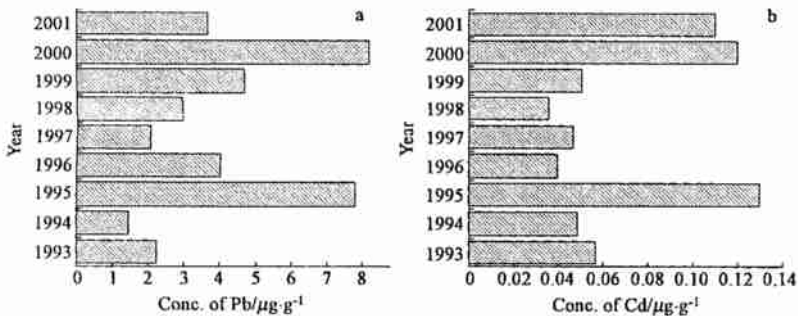 a
2001
2000
1999
1998
1997
1996
1995
1994
1993
Year
0 1 2 3 4 5 6 7 8
Conc. of Pb/μg·g⁻¹
b
2001
2000
1999
1998
1997
1996
1995
1994
1993
Year
0 0.02 0.04 0.06 0.08 0.10 0.12 0.14
Conc. of Cd/μg·g⁻¹